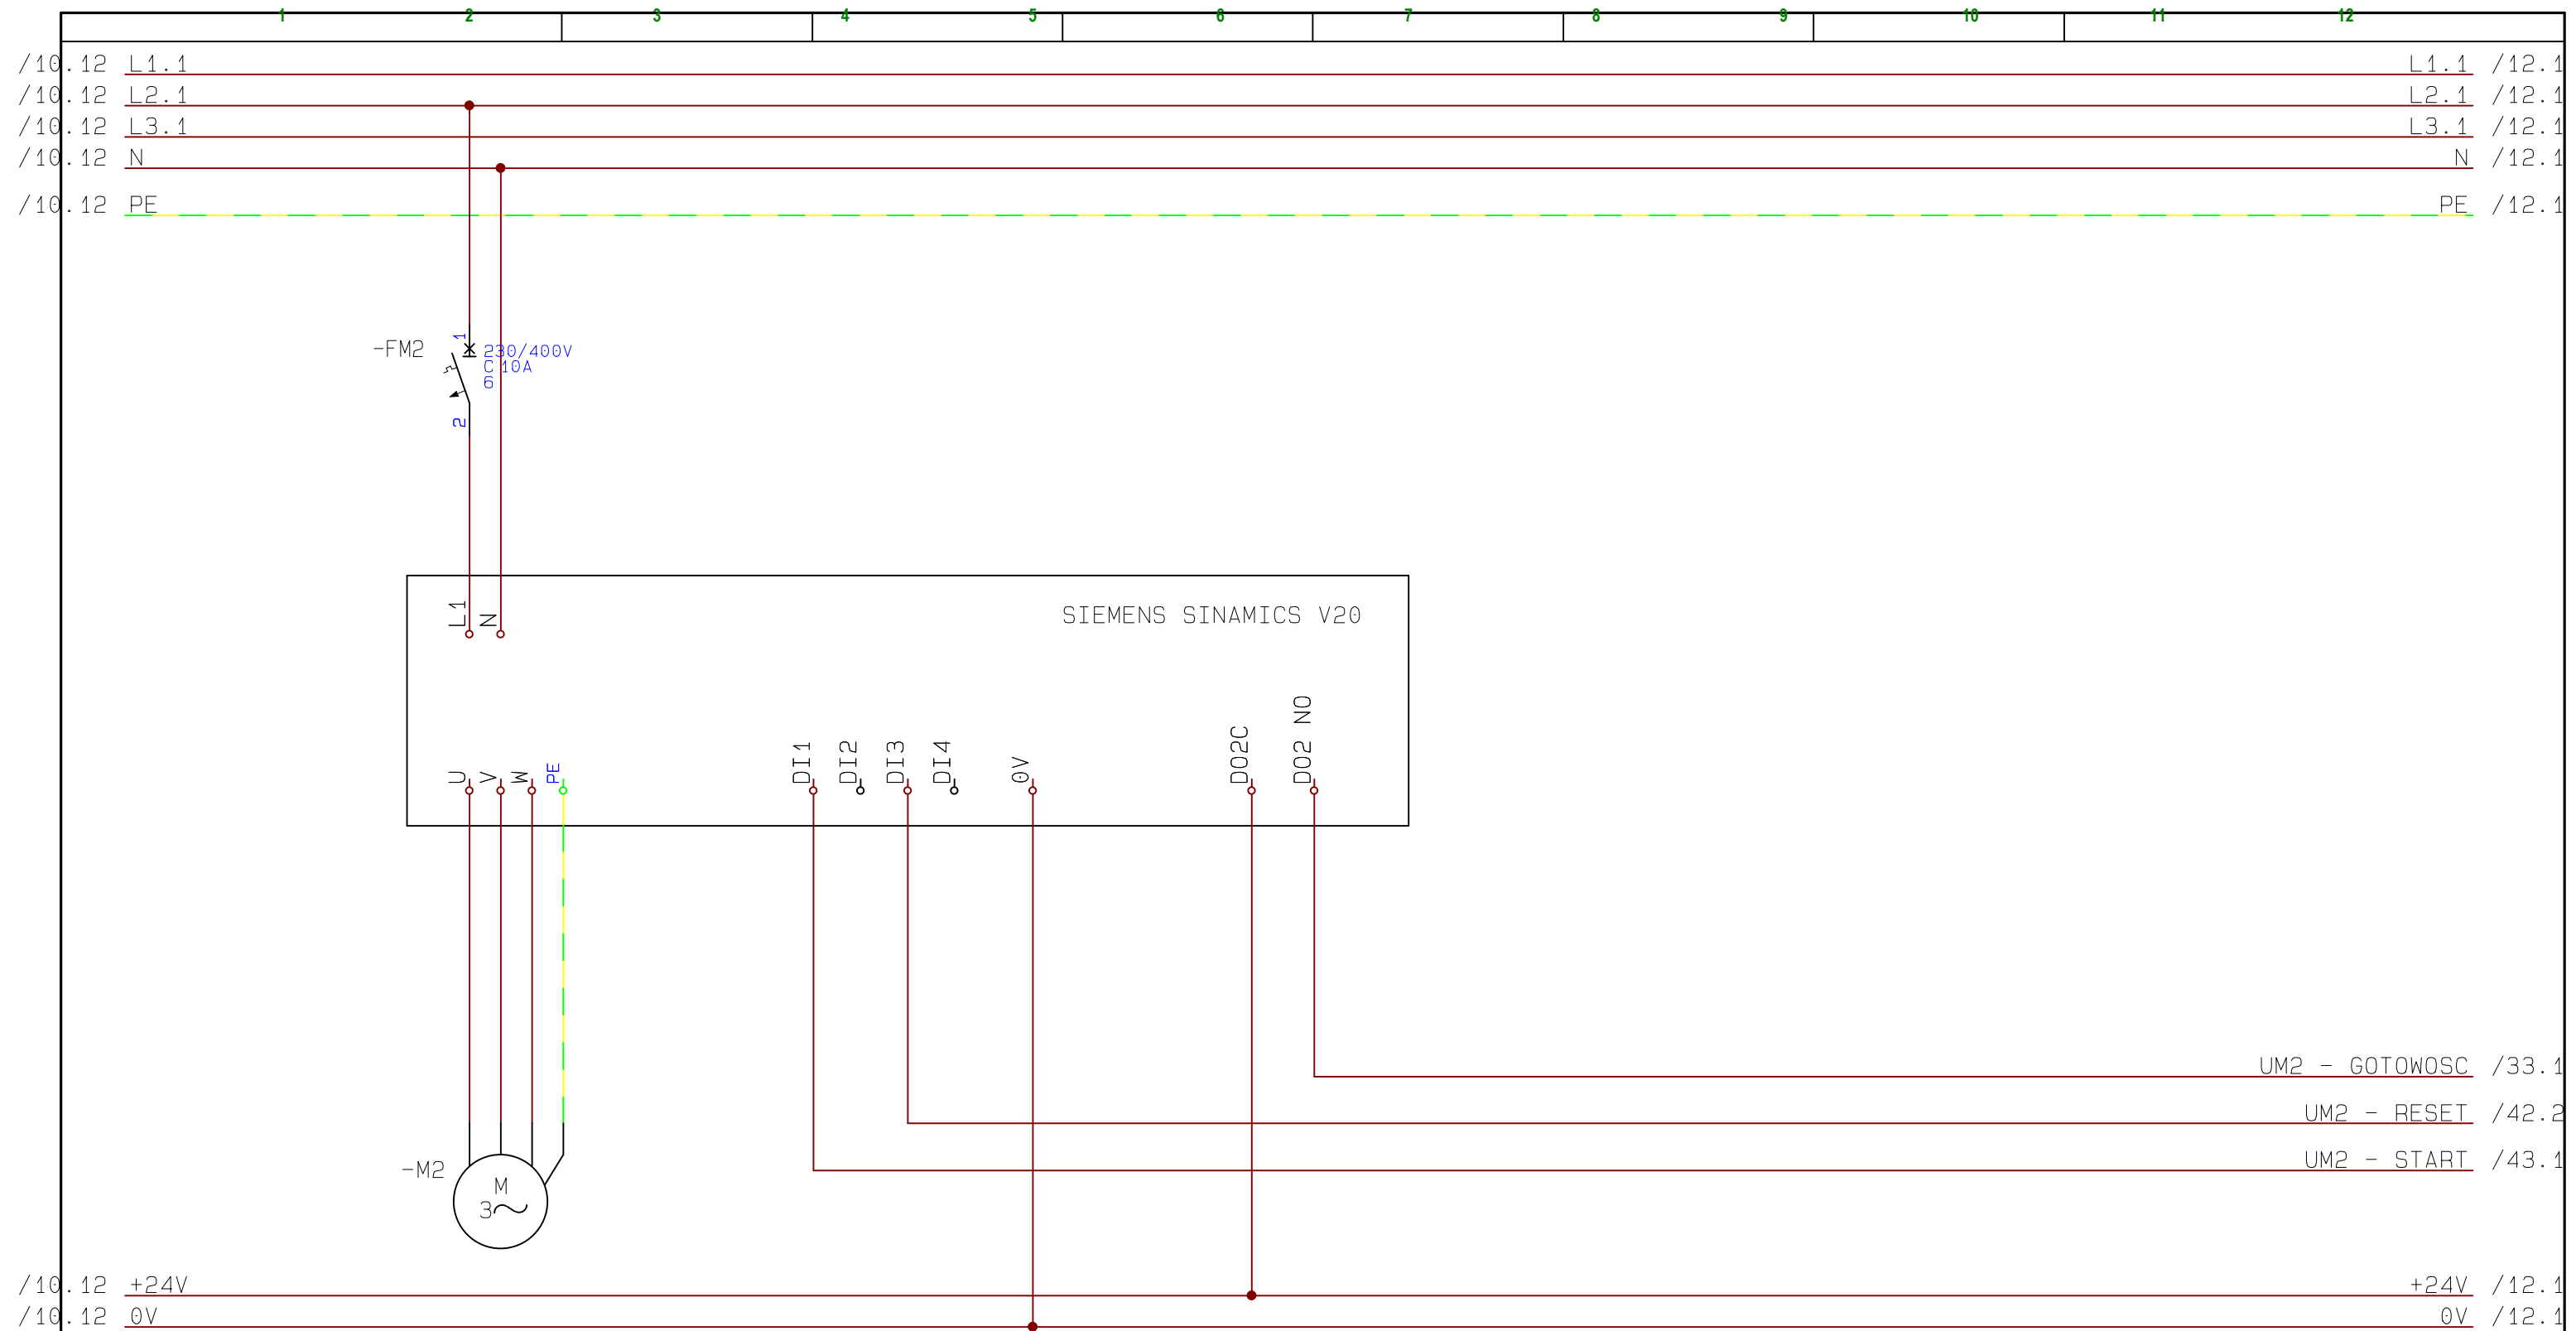 1 2 3 4 5 6 7 8 9 10 11 12
/10.12 L1.1 L1.1 /12.1
/10.12 L2.1 L2.1 /12.1
/10.12 L3.1 L3.1 /12.1
/10.12 N N /12.1
/10.12 PE PE /12.1
-FM2 1 230/400V
C 10A
6
2
L1 N SIEMENS SINAMICS V20
U V W PE DI1 DI2 DI3 DI4 0V DO2C DO2 NO
UM2 - GOTOWOSC /33.1
UM2 - RESET /42.2
-M2 UM2 - START /43.1
M
3~
/10.12 +24V +24V /12.1
/10.12 0V 0V /12.1